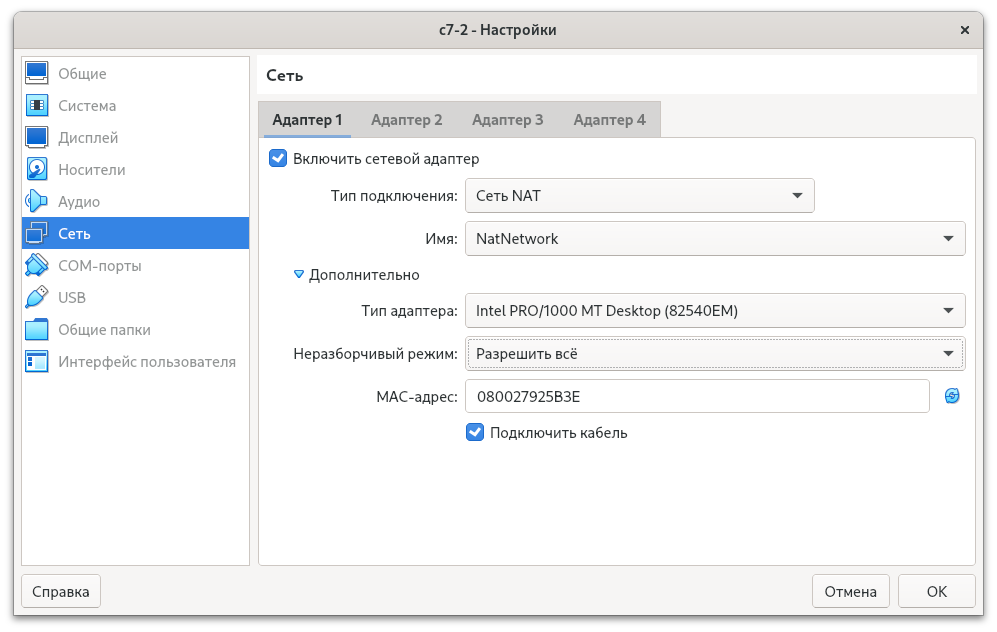 c7-2 - Настройки
Общие
Система
Дисплей
Носители
Аудио
Сеть
COM-порты
USB
Общие папки
Интерфейс пользователя
Сеть
Адаптер 1 Адаптер 2 Адаптер 3 Адаптер 4
Включить сетевой адаптер
Тип подключения: Сеть NAT
Имя: NatNetwork
Дополнительно
Тип адаптера: Intel PRO/1000 MT Desktop (82540EM)
Неразборчивый режим: Разрешить всё
MAC-адрес: 080027925B3E
Подключить кабель
Справка Отмена OK